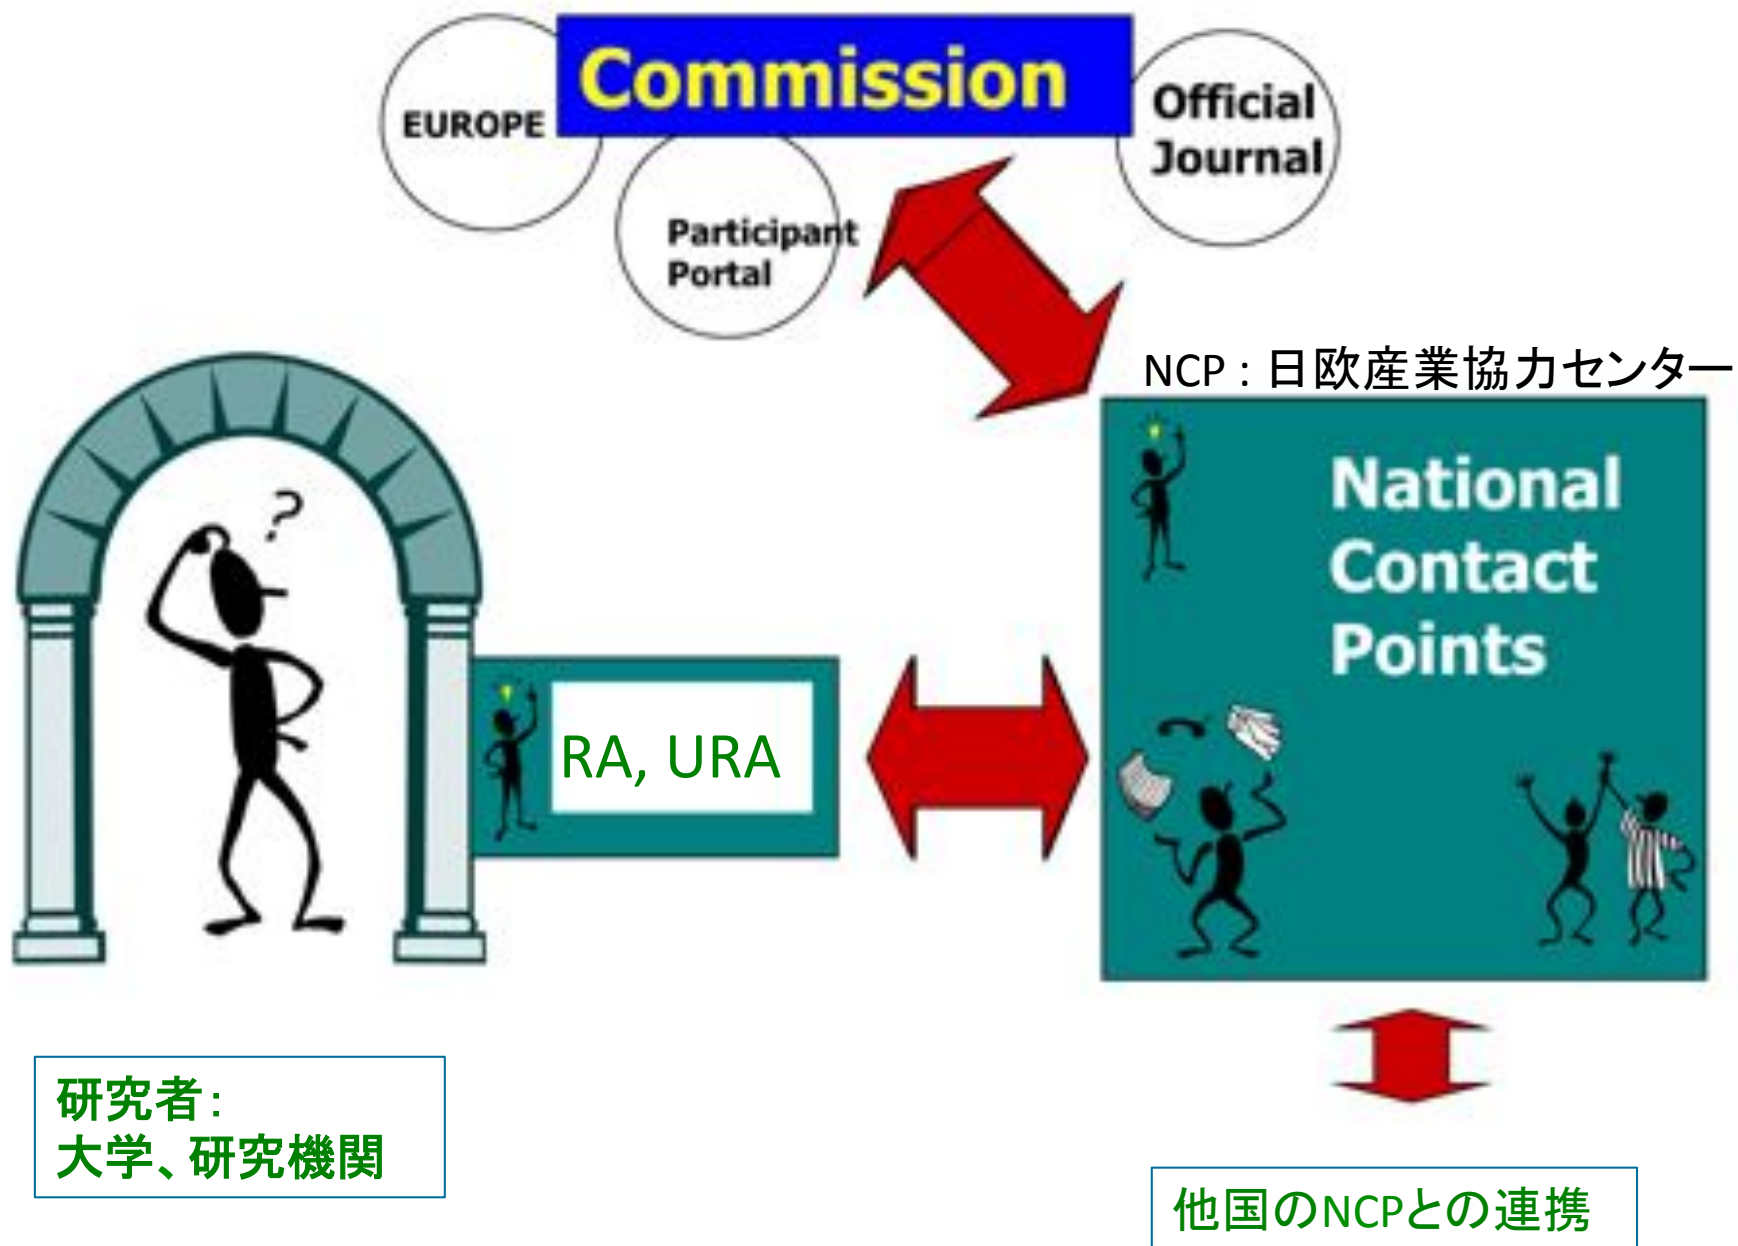 Commission
EUROPE
Official
Journal
Participant
Portal
NCP : 日欧産業協力センター
National
Contact
Points
?
RA, URA
研究者:
大学、研究機関
他国のNCPとの連携